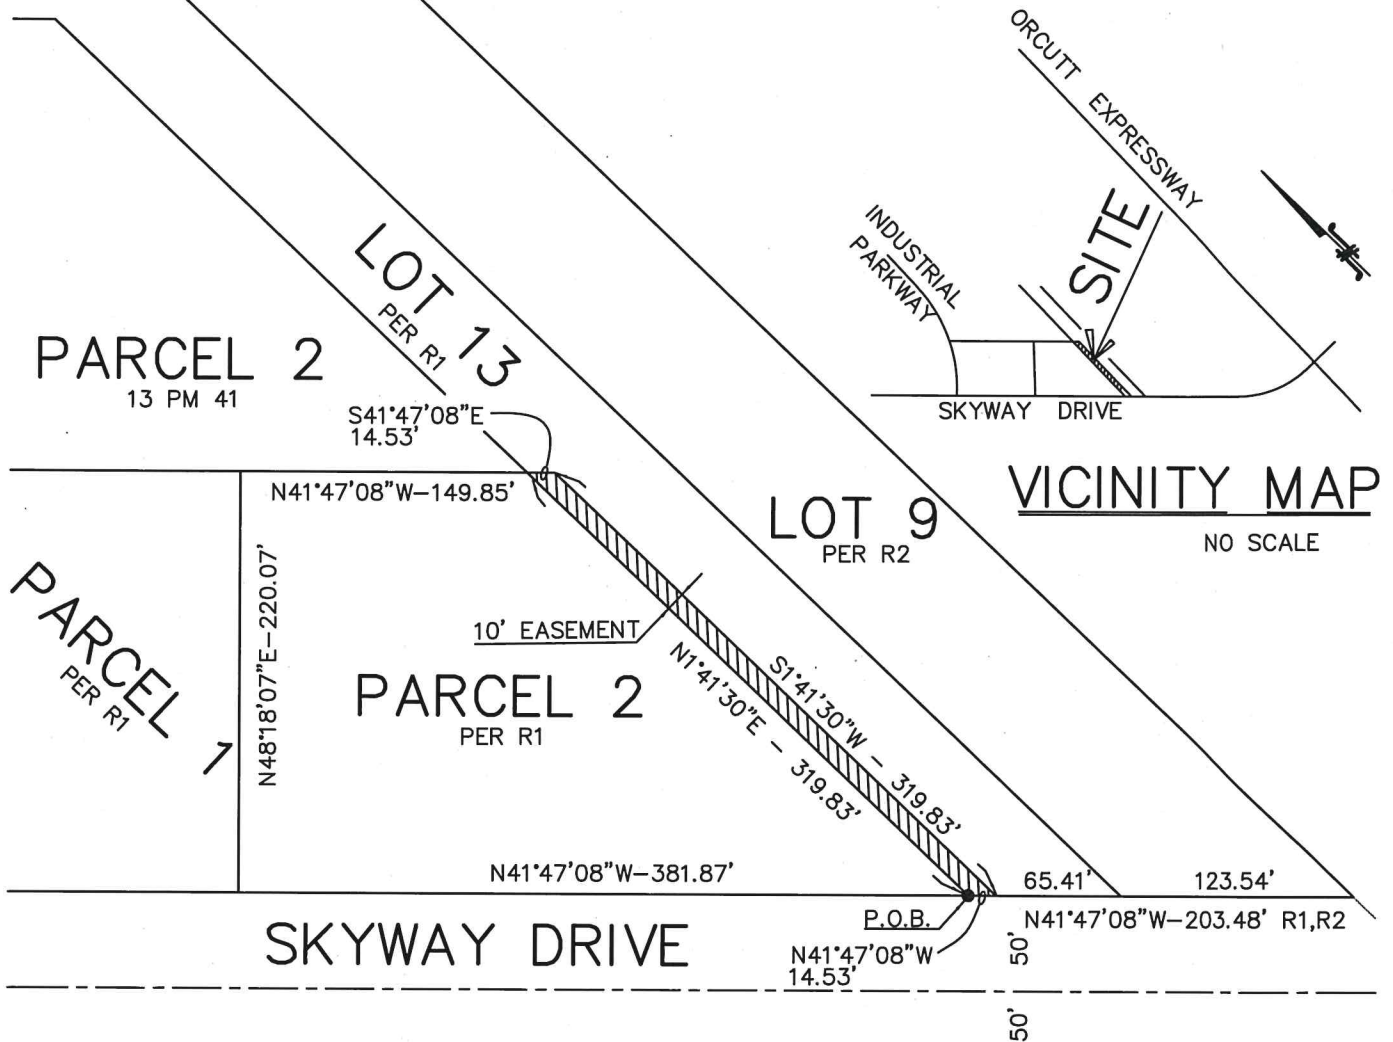 ORCUTT EXPRESSWAY
INDUSTRIAL
PARKWAY
SITE
SKYWAY DRIVE
VICINITY MAP
NO SCALE
LOT 13
PER R1
PARCEL 2
13 PM 41
S41°47'08"E
14.53'
N41°47'08"W-149.85'
LOT 9
PER R2
PARCEL 1
PER R1
N48°18'07"E-220.07'
10' EASEMENT
PARCEL 2
PER R1
S1°41'30"W - 319.83'
N1°41'30"E - 319.83'
N41°47'08"W-381.87'
65.41'
123.54'
P.O.B.
N41°47'08"W-203.48' R1,R2
SKYWAY DRIVE
N41°47'08"W
14.53'
50'
50'